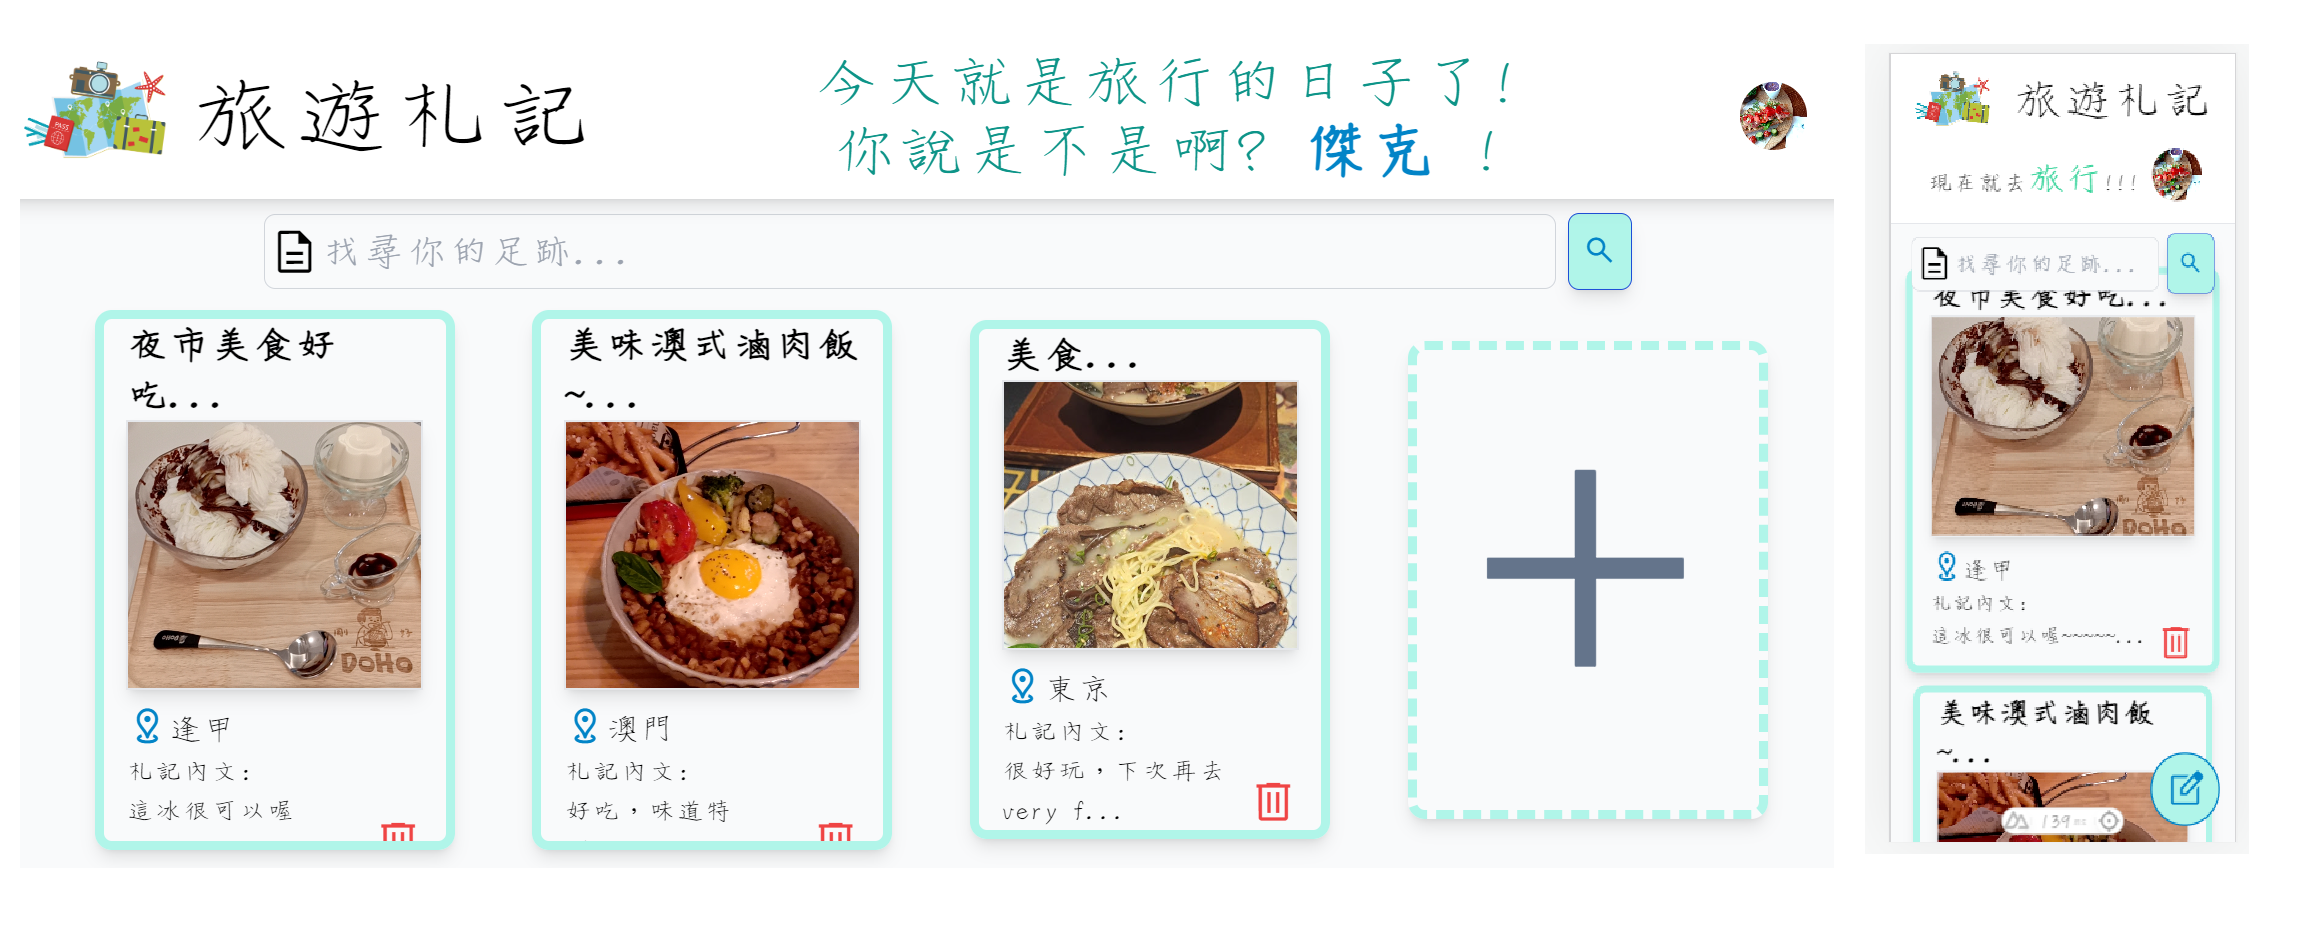 旅遊札記
今天就是旅行的日子了!
你說是不是啊? 傑克 !
PASS
找尋你的足跡...
夜市美食好
吃...
DoHo
逢甲
札記內文:
這冰很可以喔
美味澳式滷肉飯
~...
澳門
札記內文:
好吃，味道特
美食...
東京
札記內文:
很好玩，下次再去
very f...
旅遊札記
現在就去旅行!!!
找尋你的足跡...
夜市美食好吃...
DoHo
逢甲
札記內文:
這冰很可以喔~~~~~...
美味澳式滷肉飯
~...
139